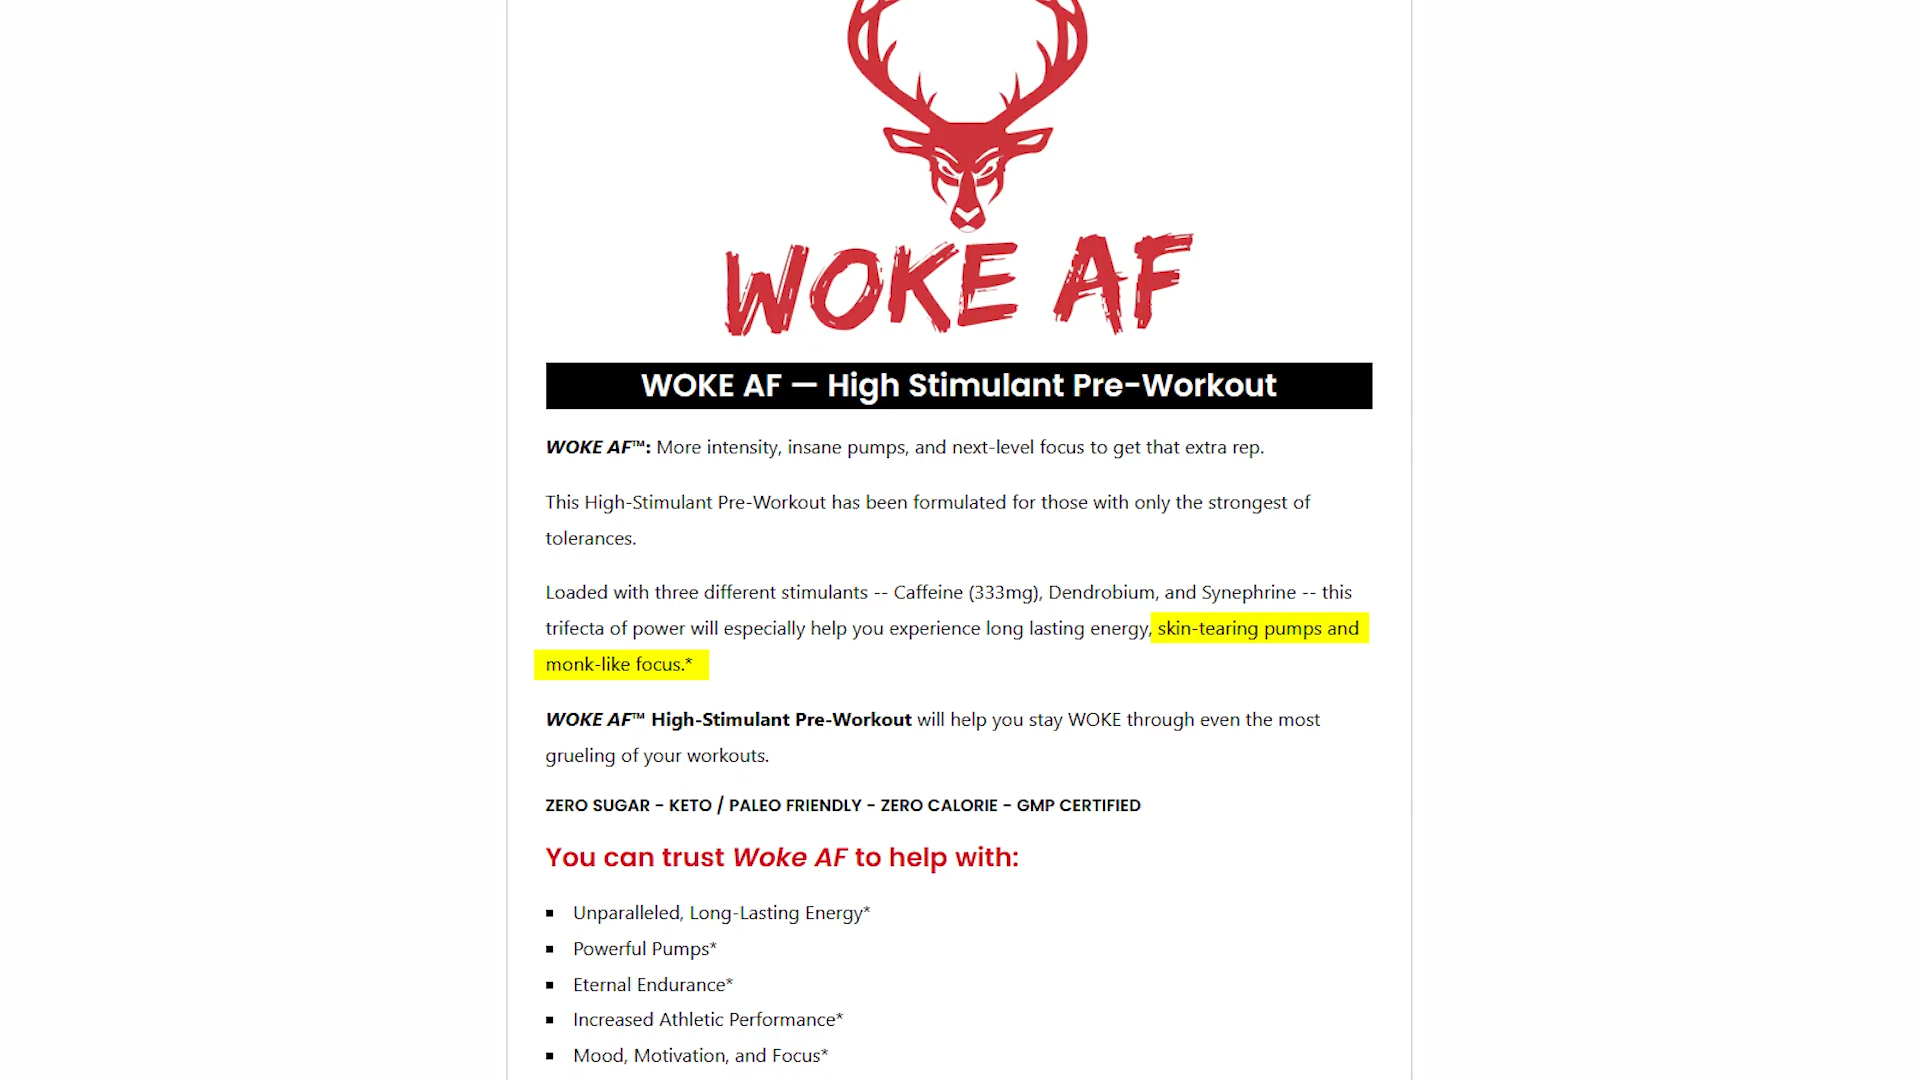 WOKE AF
WOKE AF — High Stimulant Pre-Workout
WOKE AF™: More intensity, insane pumps, and next-level focus to get that extra rep.
This High-Stimulant Pre-Workout has been formulated for those with only the strongest of
tolerances.
Loaded with three different stimulants -- Caffeine (333mg), Dendrobium, and Synephrine -- this
trifecta of power will especially help you experience long lasting energy, skin-tearing pumps and
monk-like focus.*
WOKE AF™ High-Stimulant Pre-Workout will help you stay WOKE through even the most
grueling of your workouts.
ZERO SUGAR - KETO / PALEO FRIENDLY - ZERO CALORIE - GMP CERTIFIED
You can trust Woke AF to help with:
▪ Unparalleled, Long-Lasting Energy*
▪ Powerful Pumps*
▪ Eternal Endurance*
▪ Increased Athletic Performance*
▪ Mood, Motivation, and Focus*